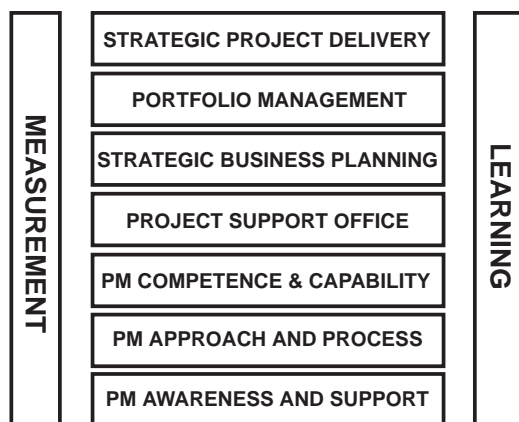 STRATEGIC PROJECT DELIVERY
PORTFOLIO MANAGEMENT
STRATEGIC BUSINESS PLANNING
PROJECT SUPPORT OFFICE
PM COMPETENCE & CAPABILITY
PM APPROACH AND PROCESS
PM AWARENESS AND SUPPORT
MEASUREMENT
LEARNING